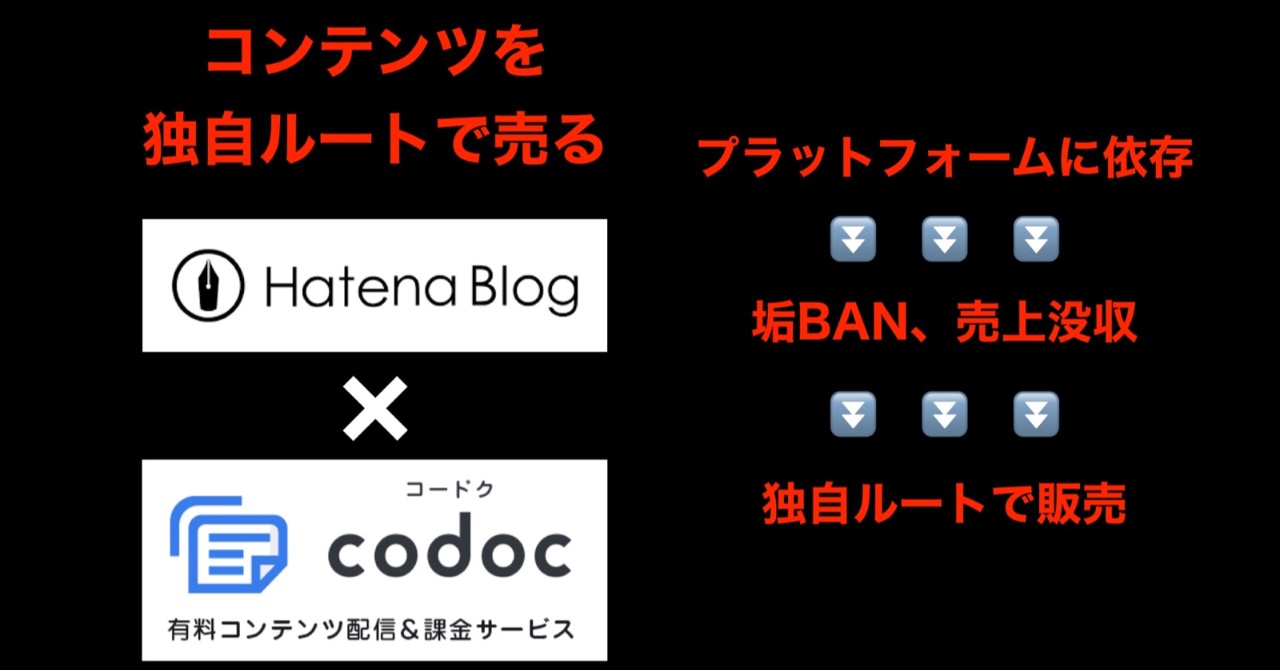 コンテンツを
独自ルートで売る
Hatena Blog
×
コードク
codoc
有料コンテンツ配信&課金サービス
プラットフォームに依存
⏬ ⏬ ⏬
垢BAN、売上没収
⏬ ⏬ ⏬
独自ルートで販売